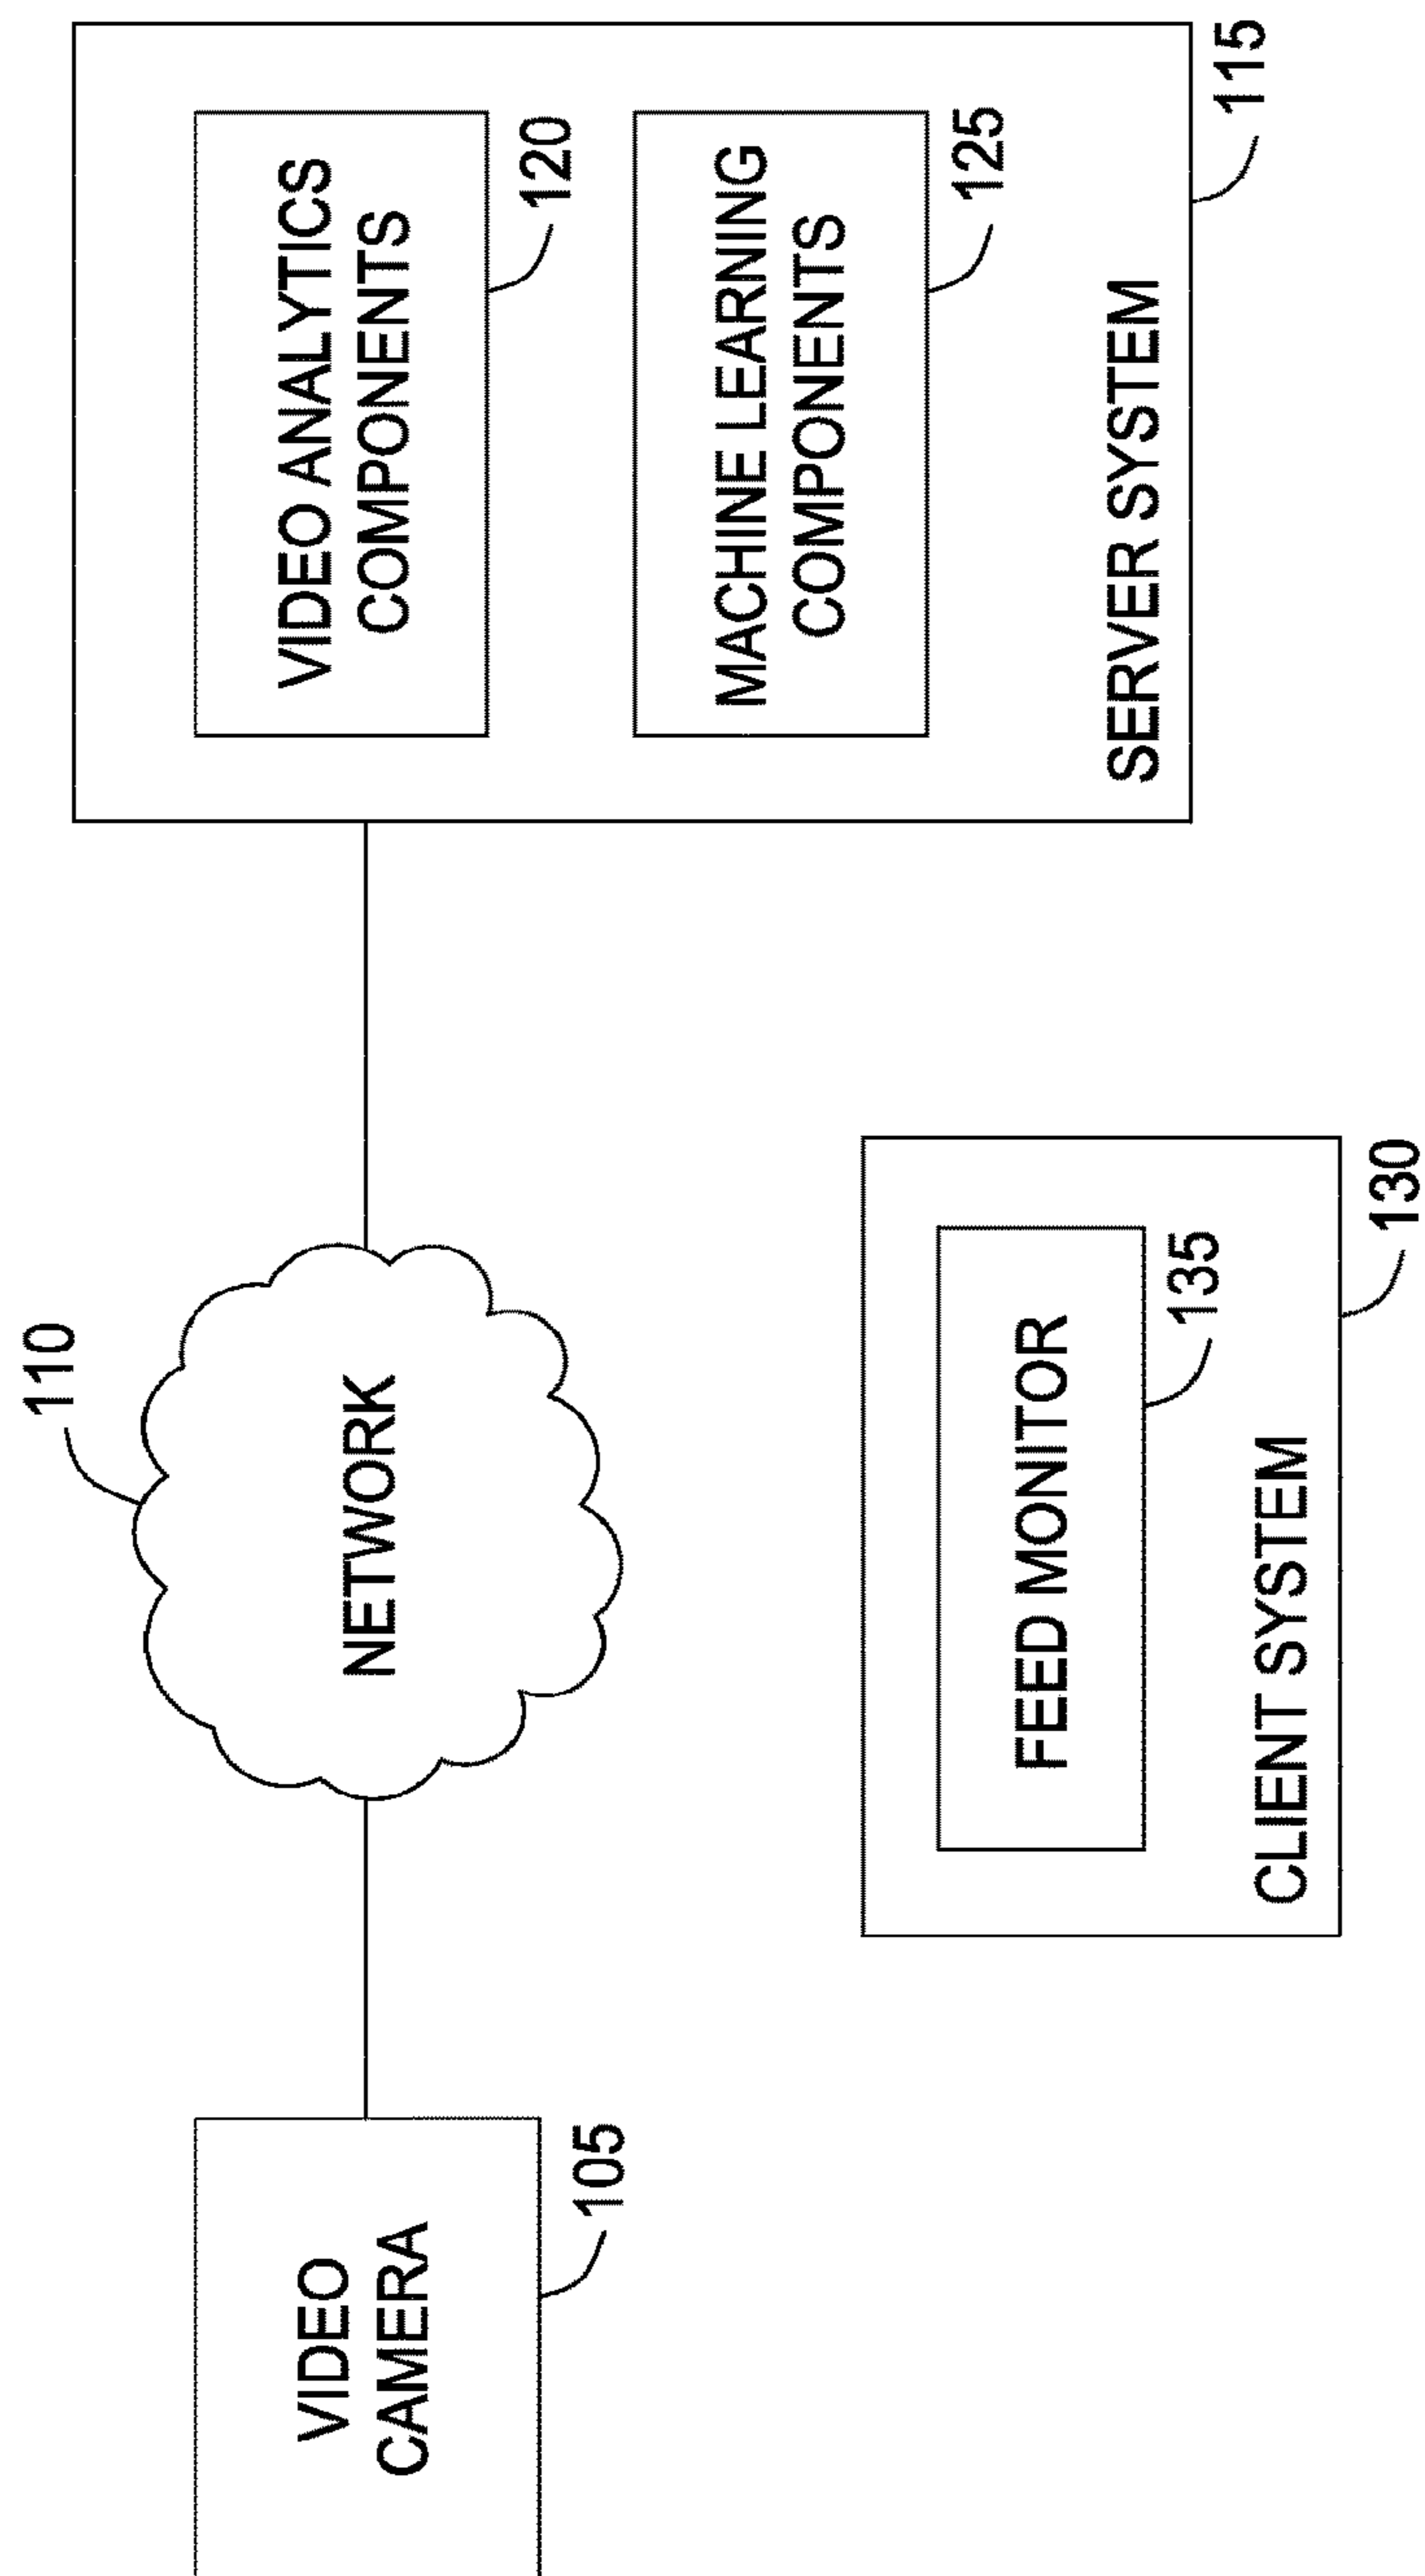 110
VIDEO
CAMERA
105
NETWORK
VIDEO ANALYTICS
COMPONENTS
120
MACHINE LEARNING
COMPONENTS
125
SERVER SYSTEM
115
FEED MONITOR
135
CLIENT SYSTEM
130